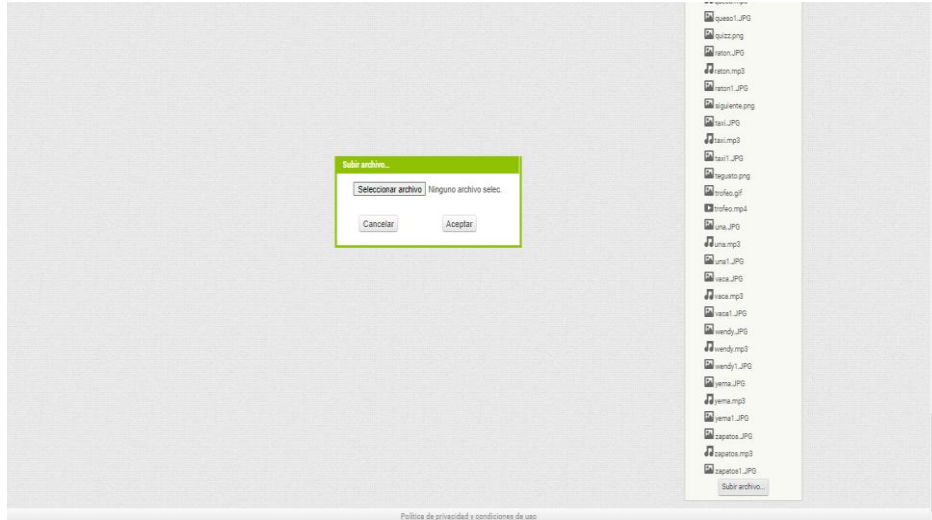 queso1.JPG
quizz.png
raton.JPG
raton.mp3
raton1.JPG
siguiente.png
taxi.JPG
taxi.mp3
taxi1.JPG
tegusto.png
trofeo.gif
trofeo.mp4
una.JPG
una.mp3
una1.JPG
vaca.JPG
vaca.mp3
vaca1.JPG
wendy.JPG
wendy.mp3
wendy1.JPG
yema.JPG
yema.mp3
yema1.JPG
zapatos.JPG
zapatos.mp3
zapatos1.JPG
Subir archivo...
Subir archivo...
Seleccionar archivo Ninguno archivo selec.
Cancelar Aceptar
Política de privacidad y condiciones de uso